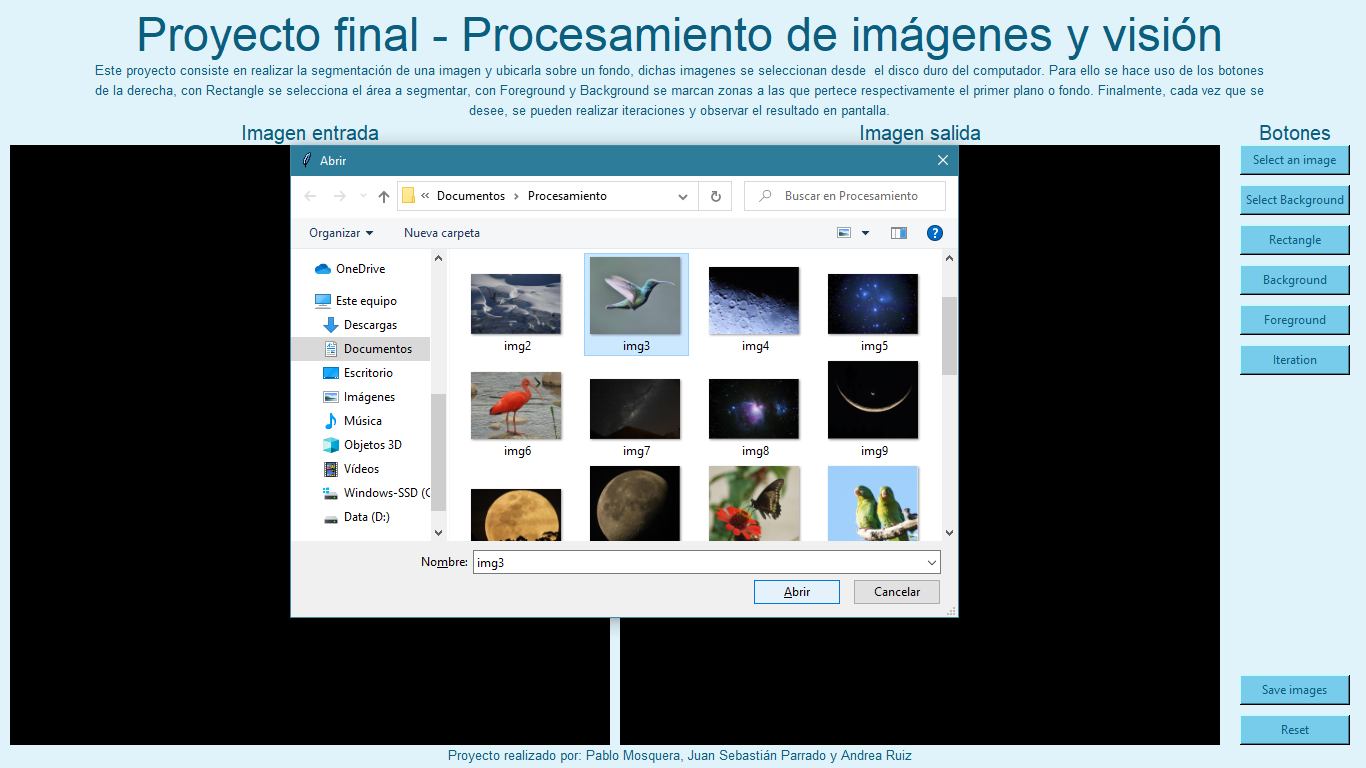 Proyecto final - Procesamiento de imágenes y visión
Este proyecto consiste en realizar la segmentación de una imagen y ubicarla sobre un fondo, dichas imagenes se seleccionan desde  el disco duro del computador. Para ello se hace uso de los botones
de la derecha, con Rectangle se selecciona el área a segmentar, con Foreground y Background se marcan zonas a las que pertece respectivamente el primer plano o fondo. Finalmente, cada vez que se
desee, se pueden realizar iteraciones y observar el resultado en pantalla.
Imagen entrada
Imagen salida
Botones
Abrir
« Documentos › Procesamiento
Buscar en Procesamiento
Organizar
Nueva carpeta
OneDrive
Este equipo
Descargas
Documentos
Escritorio
Imágenes
Música
Objetos 3D
Vídeos
Windows-SSD (C
Data (D:)
img2
img3
img4
img5
img6
img7
img8
img9
Nombre:
img3
Abrir
Cancelar
Select an image
Select Background
Rectangle
Background
Foreground
Iteration
Save images
Reset
Proyecto realizado por: Pablo Mosquera, Juan Sebastián Parrado y Andrea Ruiz